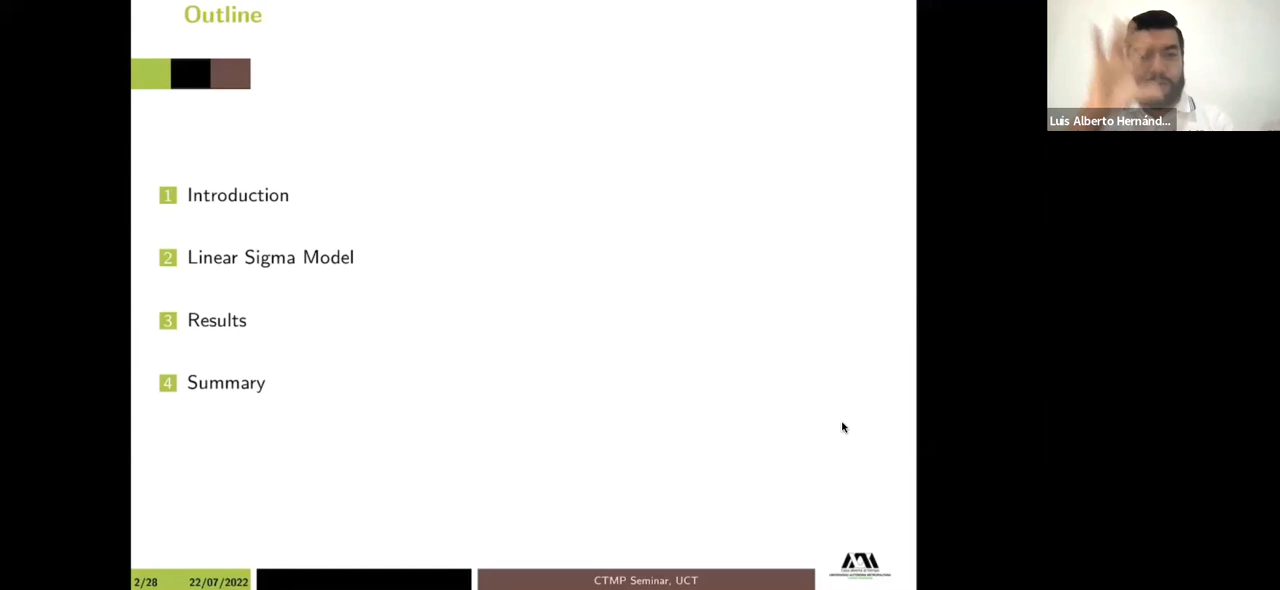 Outline
Luis Alberto Hernánd...
1 Introduction
2 Linear Sigma Model
3 Results
4 Summary
2/28 22/07/2022
CTMP Seminar, UCT